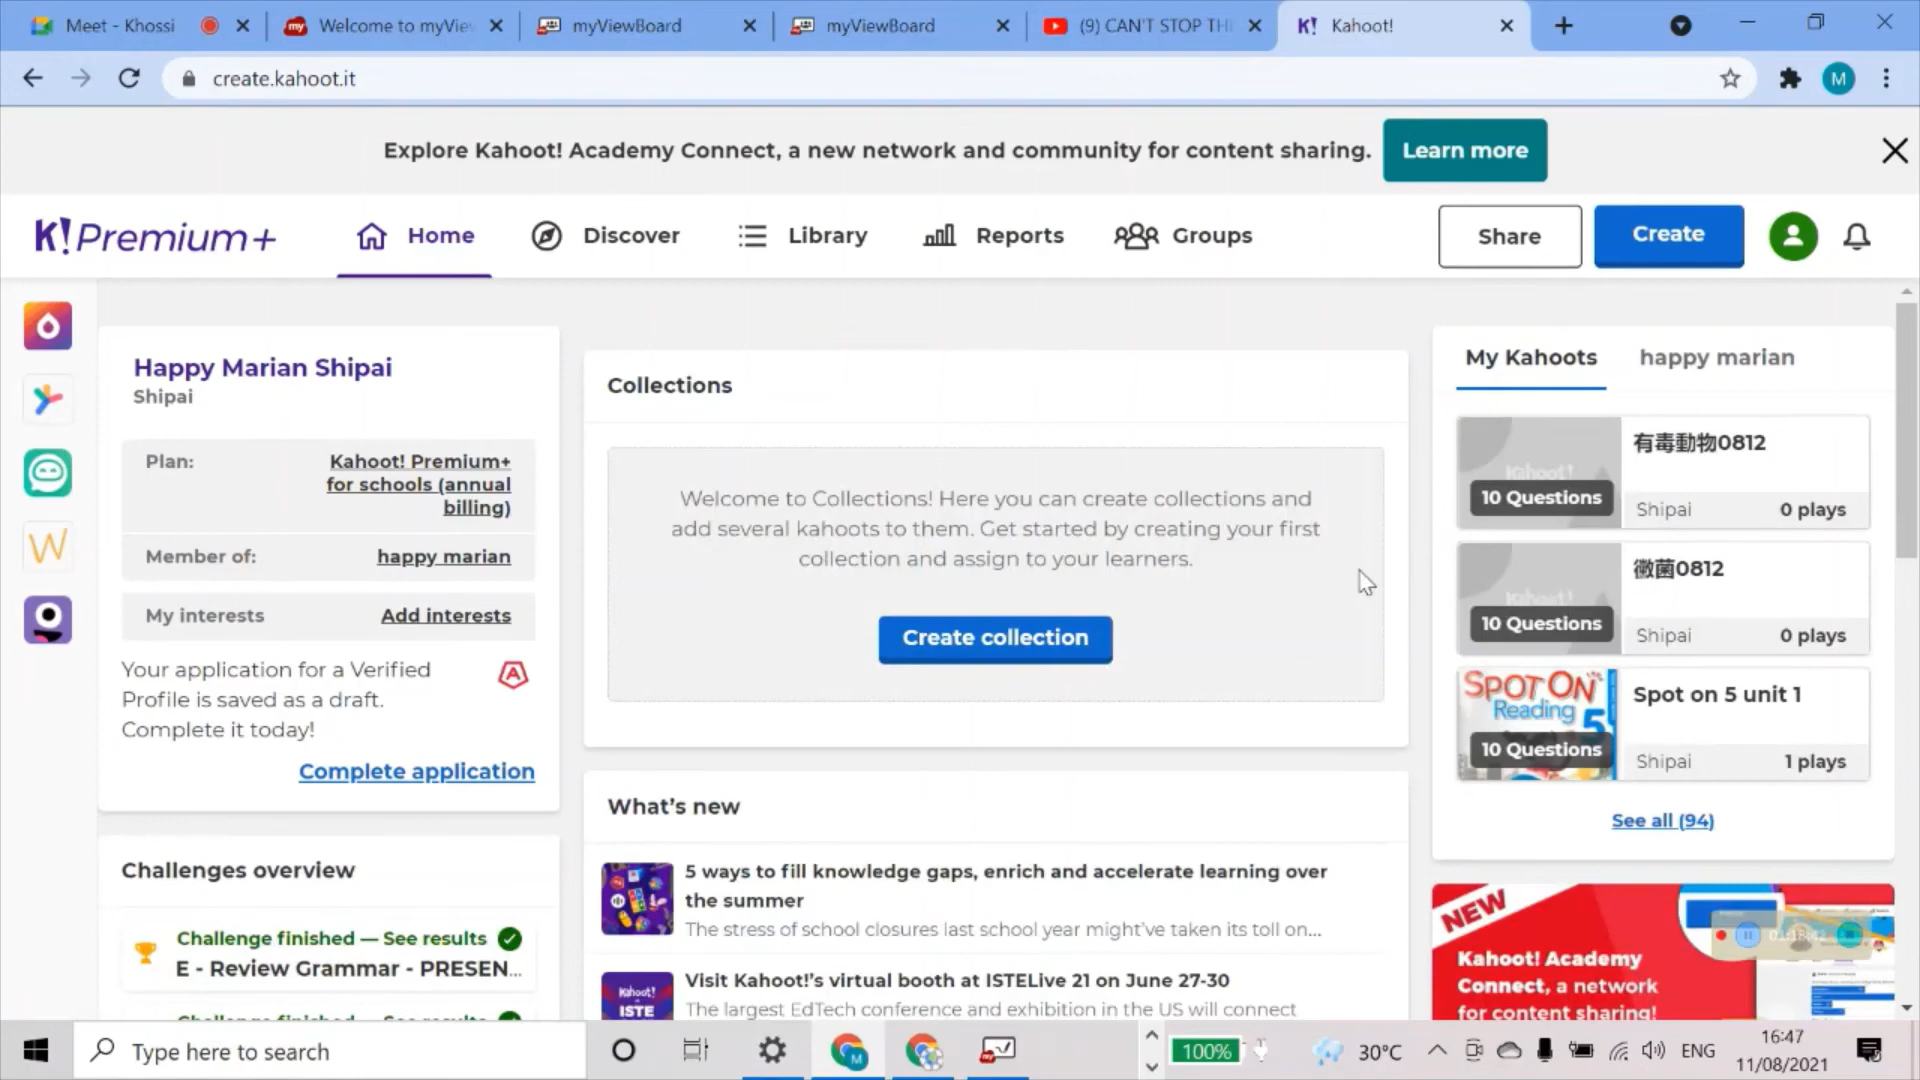 Meet - Khossi
Welcome to myVie
myViewBoard
myViewBoard
(9) CAN'T STOP TH
K! Kahoot!
create.kahoot.it
M
Explore Kahoot! Academy Connect, a new network and community for content sharing.
Learn more
K! Premium+
Home
Discover
Library
Reports
Groups
Share
Create
Happy Marian Shipai
Shipai
Plan:
Kahoot! Premium+
for schools (annual
billing)
Member of:
happy marian
My interests
Add interests
Your application for a Verified
Profile is saved as a draft.
Complete it today!
Complete application
Challenges overview
Challenge finished — See results
E - Review Grammar - PRESEN...
Challenge finished — See results
Collections
Welcome to Collections! Here you can create collections and
add several kahoots to them. Get started by creating your first
collection and assign to your learners.
Create collection
What's new
5 ways to fill knowledge gaps, enrich and accelerate learning over
the summer
The stress of school closures last school year might've taken its toll on...
Kahoot!
ISTE
Visit Kahoot!'s virtual booth at ISTELive 21 on June 27-30
The largest EdTech conference and exhibition in the US will connect
My Kahoots
happy marian
Kahoot!
10 Questions
有毒動物0812
Shipai
0 plays
Kahoot!
10 Questions
黴菌0812
Shipai
0 plays
SPOT ON
Reading 5
10 Questions
Spot on 5 unit 1
Shipai
1 plays
See all (94)
NEW
Kahoot! Academy
Connect, a network
for content sharing!
Type here to search
100%
30°C
ENG
16:47
11/08/2021